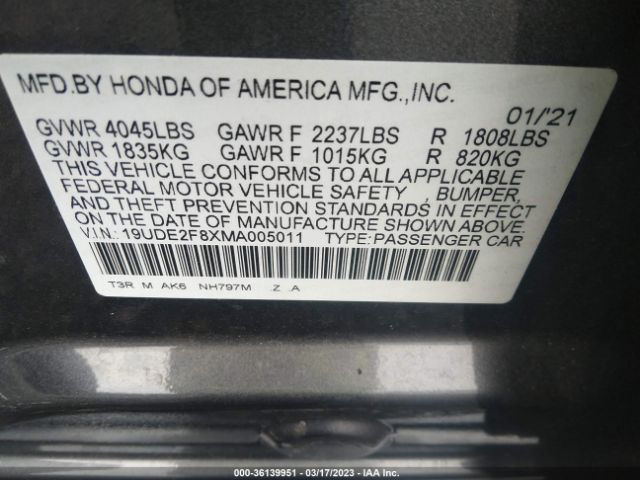 MFD.BY HONDA OF AMERICA MFG.,INC.
01/'21
GVWR 4045LBS GAWR F 2237LBS R 1808LBS
GVWR 1835KG GAWR F 1015KG R 820KG
THIS VEHICLE CONFORMS TO ALL APPLICABLE
FEDERAL MOTOR VEHICLE SAFETY , BUMPER,
AND THEFT PREVENTION STANDARDS IN EFFECT
ON THE DATE OF MANUFACTURE SHOWN ABOVE.
V.I.N.: 19UDE2F8XMA005011 TYPE:PASSENGER CAR
T3R M AK6 NH797M .Z .A
000-36139951 | 03/17/2023 | IAA Inc.